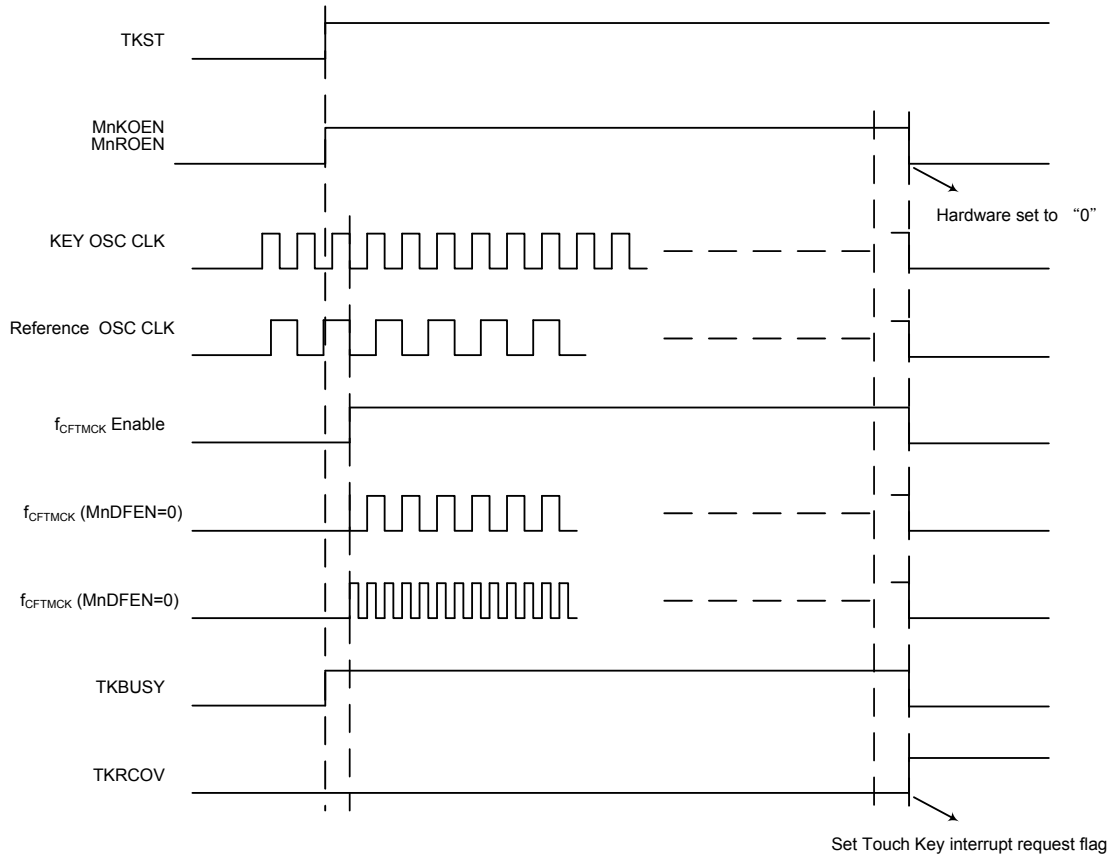 TKST
MnKOEN
MnROEN
Hardware set to “0”
KEY OSC CLK
Reference OSC CLK
fCFTMCK Enable
fCFTMCK (MnDFEN=0)
fCFTMCK (MnDFEN=0)
TKBUSY
TKRCOV
Set Touch Key interrupt request flag